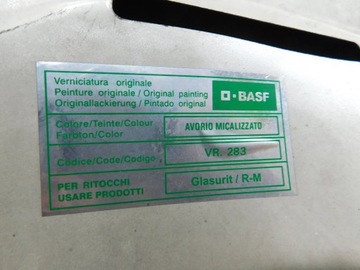 Verniciatura originale
Peinture originale / Original painting
Originallackierung / Pintado original
BASF
Colore/Teinte/Colour
Farbton/Color
AVORIO MICALIZZATO
Codice/Code/Codigo
VR. 283
PER RITOCCHI
USARE PRODOTTI
Glasurit / R-M